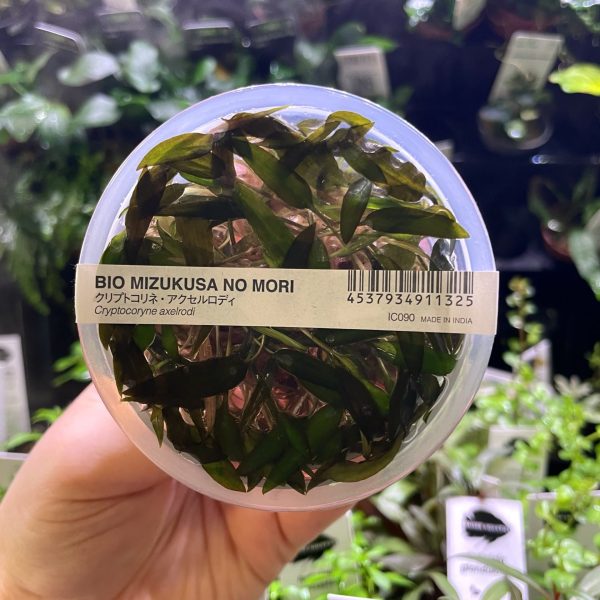 BIO MIZUKUSA NO MORI
クリプトコリネ・アクセルロディ
Cryptocoryne axelrodi
4537934911325
IC090 MADE IN INDIA